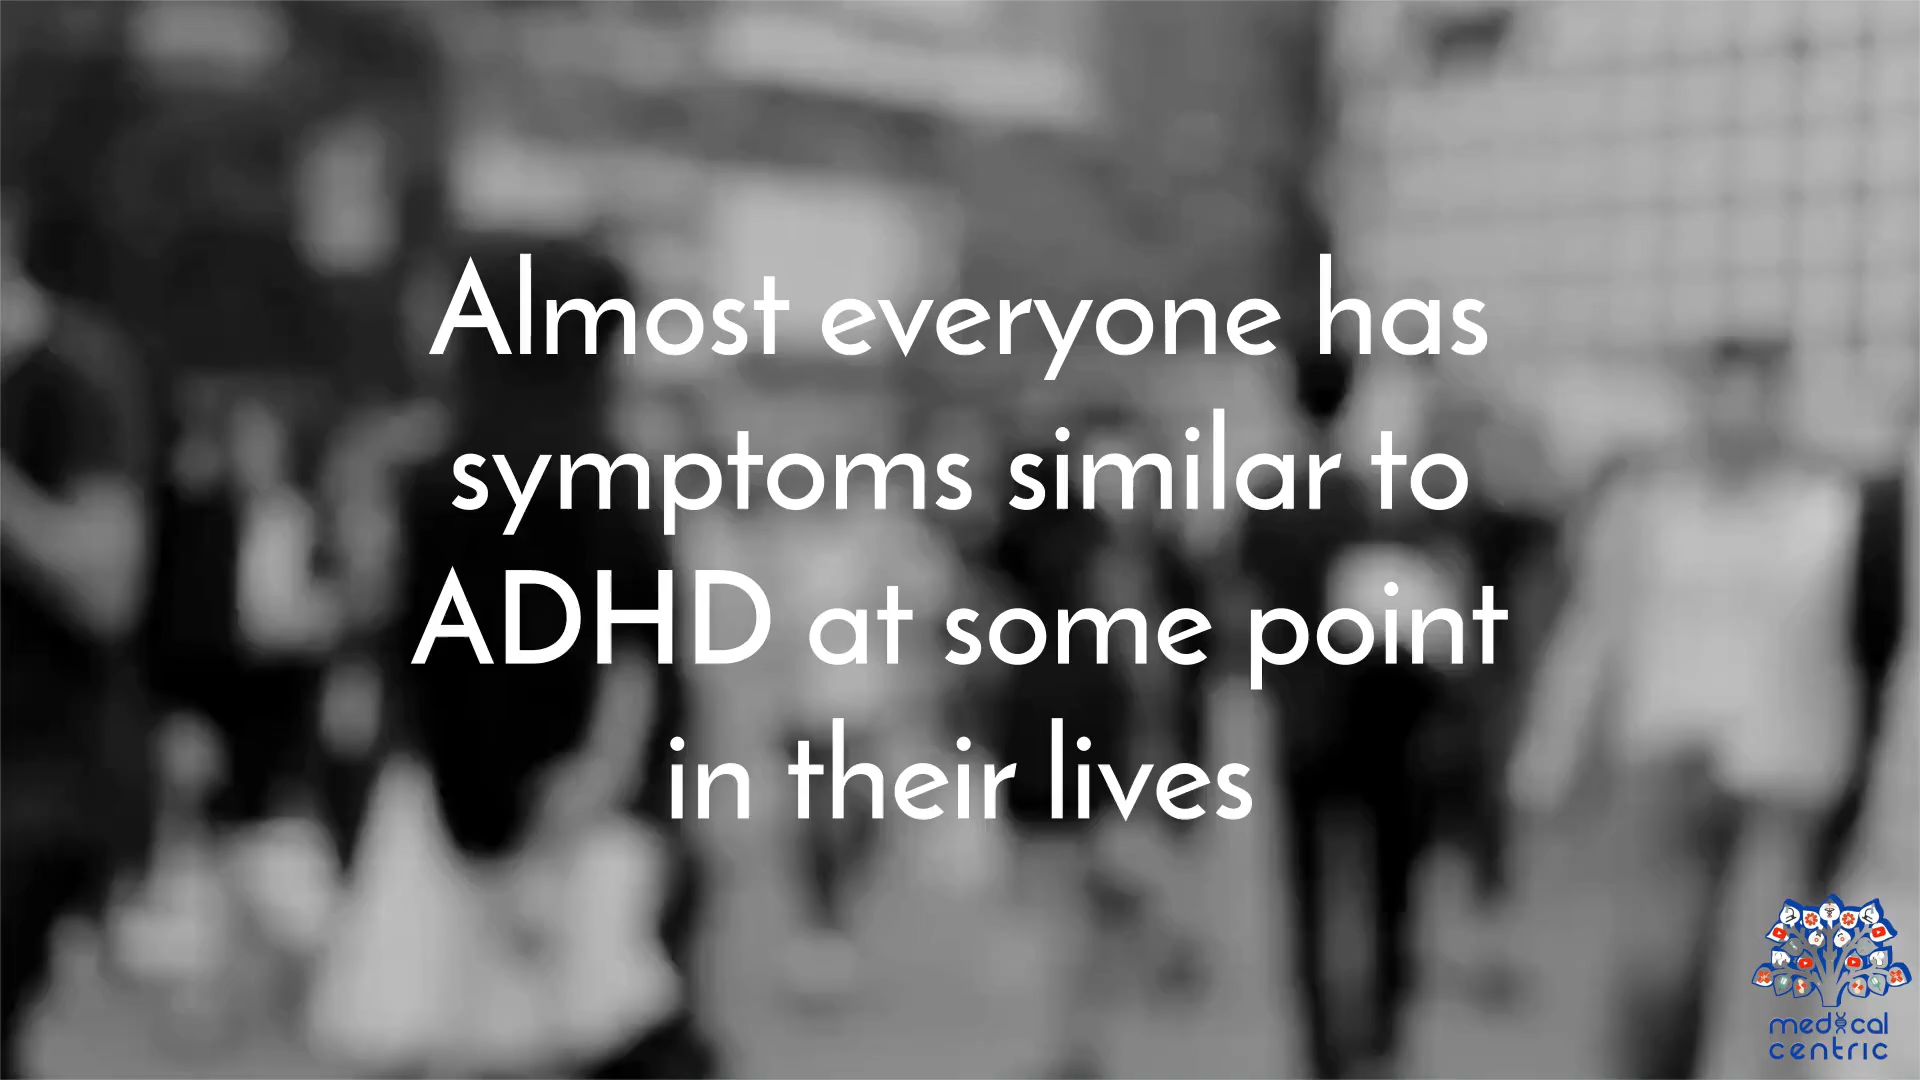 Almost everyone has
symptoms similar to
ADHD at some point
in their lives
medical
centric